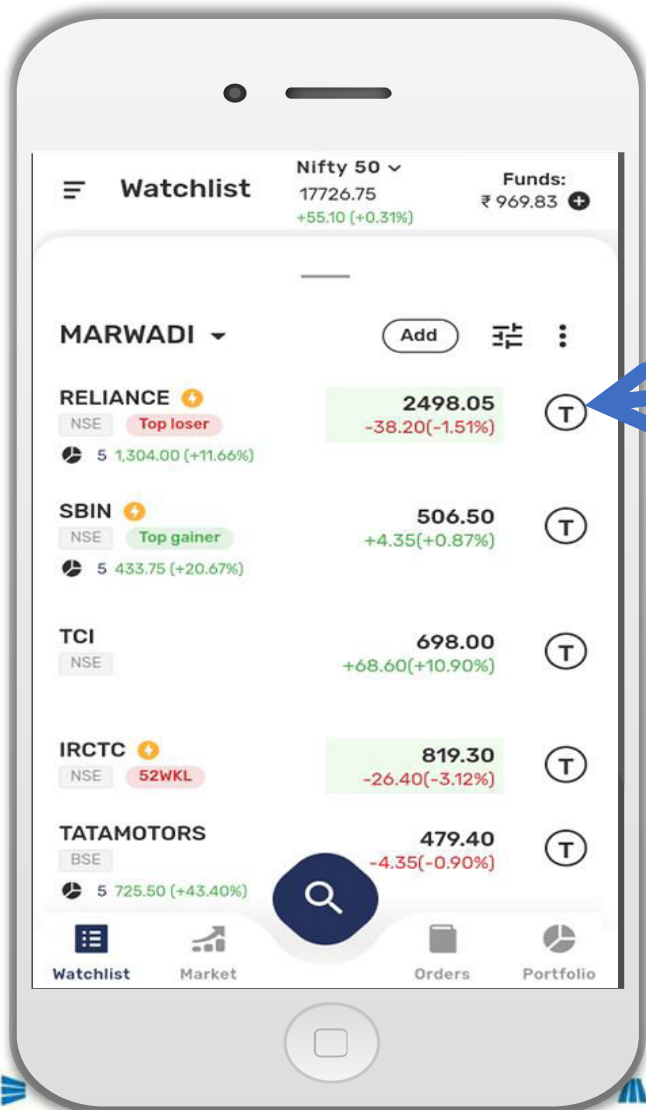 Watchlist
Nifty 50
17726.75
+55.10 (+0.31%)
Funds:
₹ 969.83
MARWADI
Add
RELIANCE
2498.05
T
NSE Top loser
-38.20(-1.51%)
5 1,304.00 (+11.66%)
SBIN
506.50
T
NSE Top gainer
+4.35(+0.87%)
5 433.75 (+20.67%)
TCI
698.00
T
NSE
+68.60(+10.90%)
IRCTC
819.30
T
NSE 52WKL
-26.40(-3.12%)
TATAMOTORS
479.40
T
BSE
-4.35(-0.90%)
5 725.50 (+43.40%)
Watchlist Market Orders Portfolio